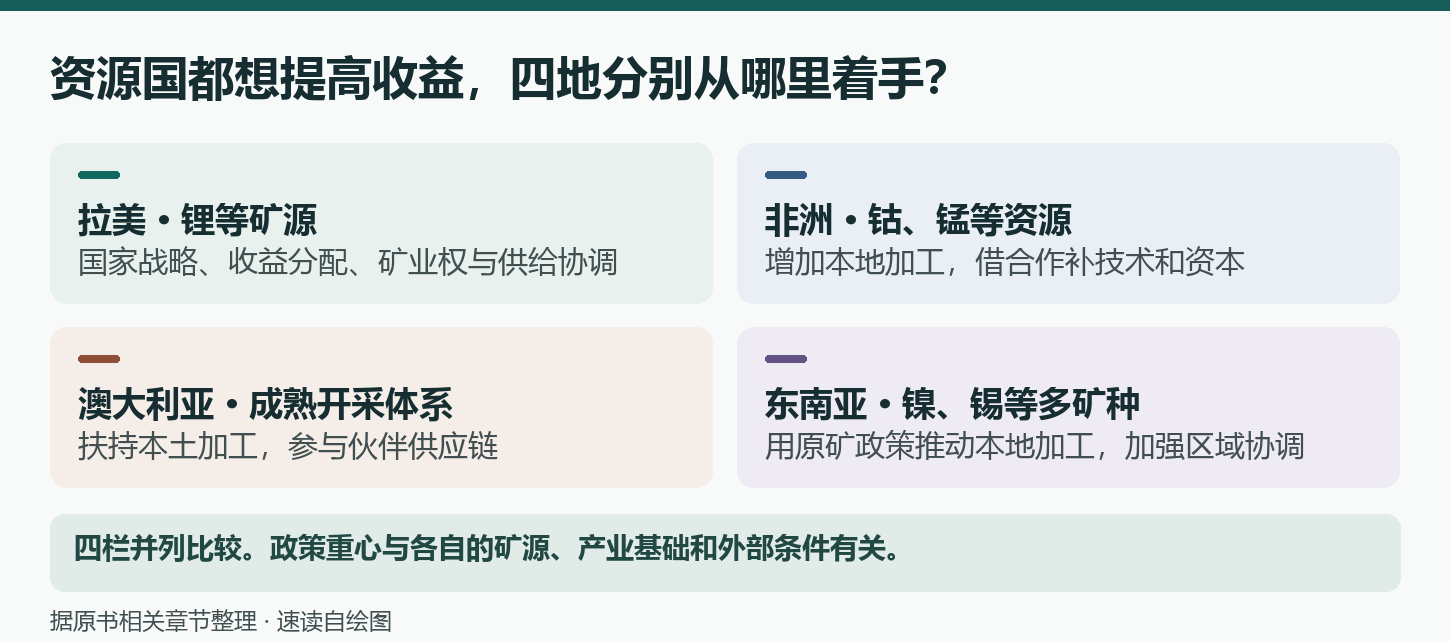 资源国都想提高收益，四地分别从哪里着手？
拉美·锂等矿源
国家战略、收益分配、矿业权与供给协调
非洲·钴、锰等资源
增加本地加工，借合作补技术和资本
澳大利亚·成熟开采体系
扶持本土加工，参与伙伴供应链
东南亚·镍、锡等多矿种
用原矿政策推动本地加工，加强区域协调
四栏并列比较。政策重心与各自的矿源、产业基础和外部条件有关。
据原书相关章节整理·速读自绘图